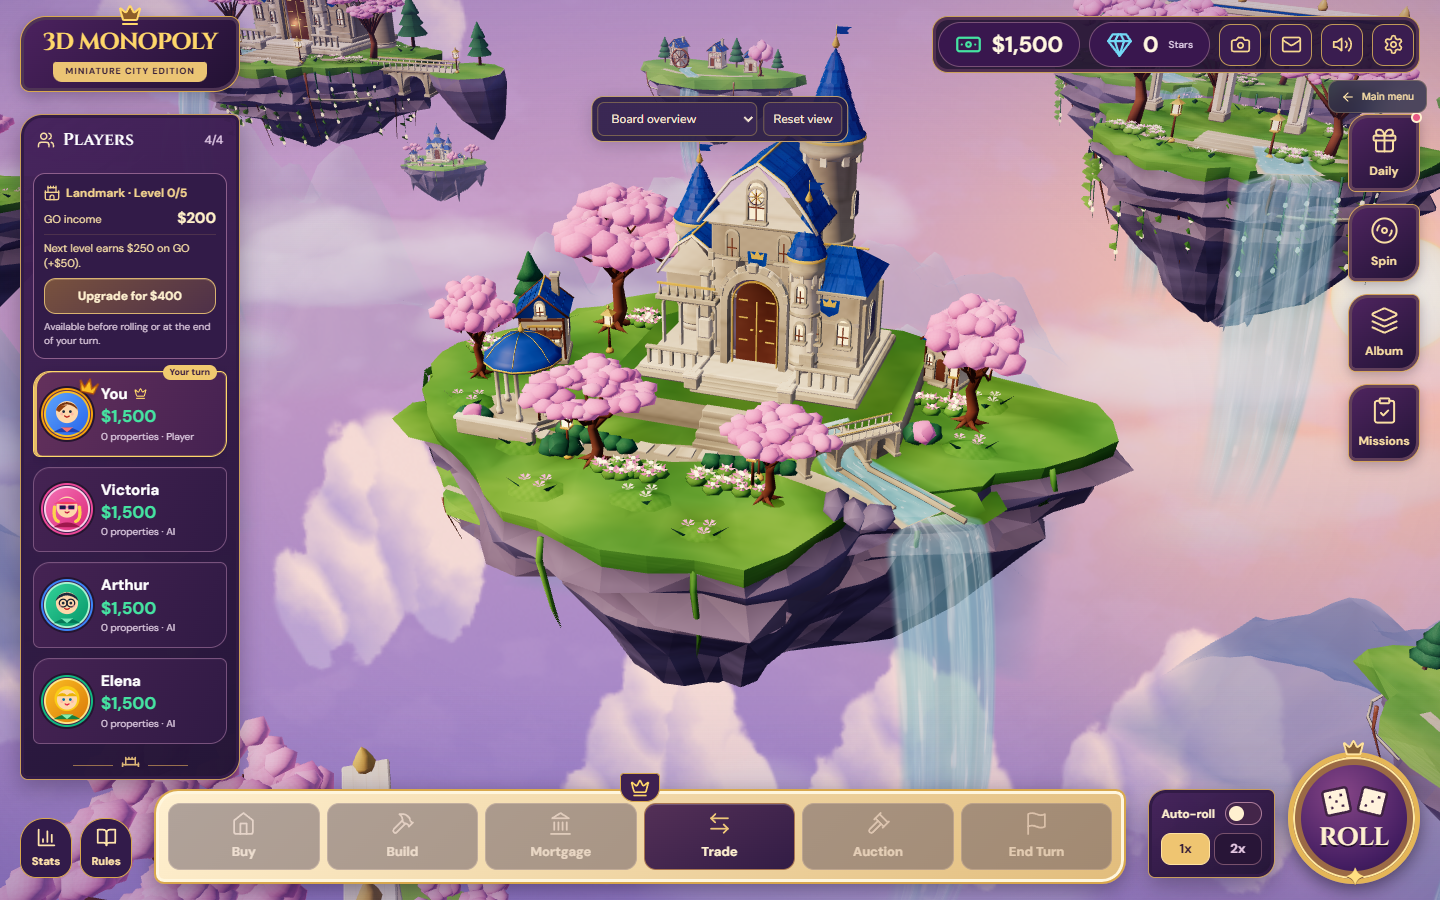 3D MONOPOLY
MINIATURE CITY EDITION
PLAYERS 4/4
Landmark · Level 0/5
GO income $200
Next level earns $250 on GO
(+$50).
Upgrade for $400
Available before rolling or at the end
of your turn.
Your turn
You
$1,500
0 properties · Player
Victoria
$1,500
0 properties · AI
Arthur
$1,500
0 properties · AI
Elena
$1,500
0 properties · AI
Stats
Rules
Board overview
Reset view
$1,500
0 Stars
Main menu
Daily
Spin
Album
Missions
Buy
Build
Mortgage
Trade
Auction
End Turn
Auto-roll
1x
2x
ROLL